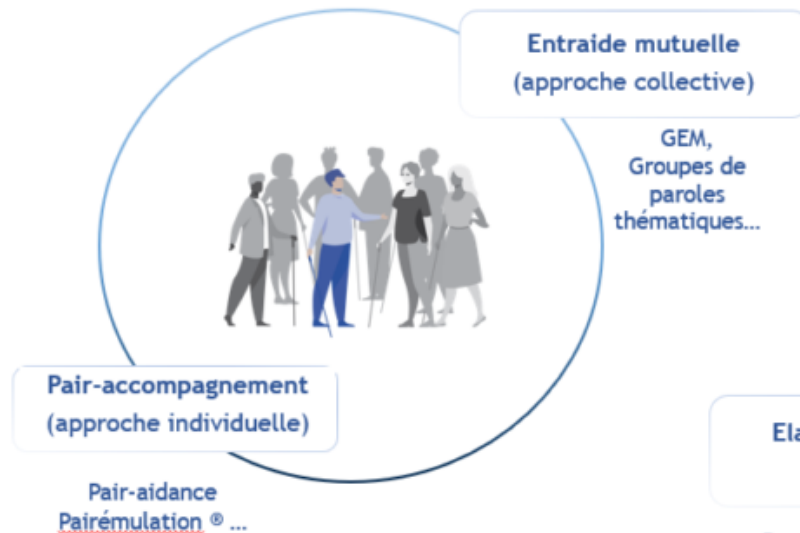 Entraide mutuelle
(approche collective)
GEM,
Groupes de
paroles
thématiques...
Pair-accompagnement
(approche individuelle)
Pair-aidance
Pairémulation ® ...